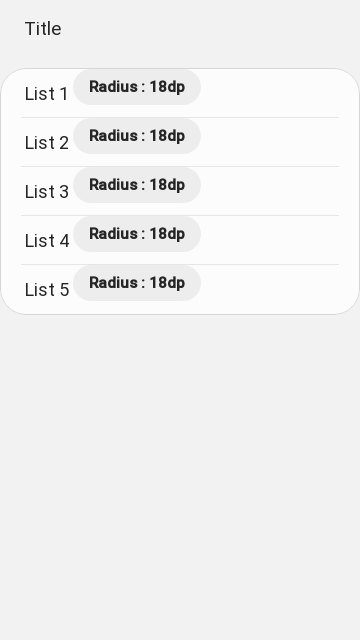 Title
List 1 Radius : 18dp
List 2 Radius : 18dp
List 3 Radius : 18dp
List 4 Radius : 18dp
List 5 Radius : 18dp